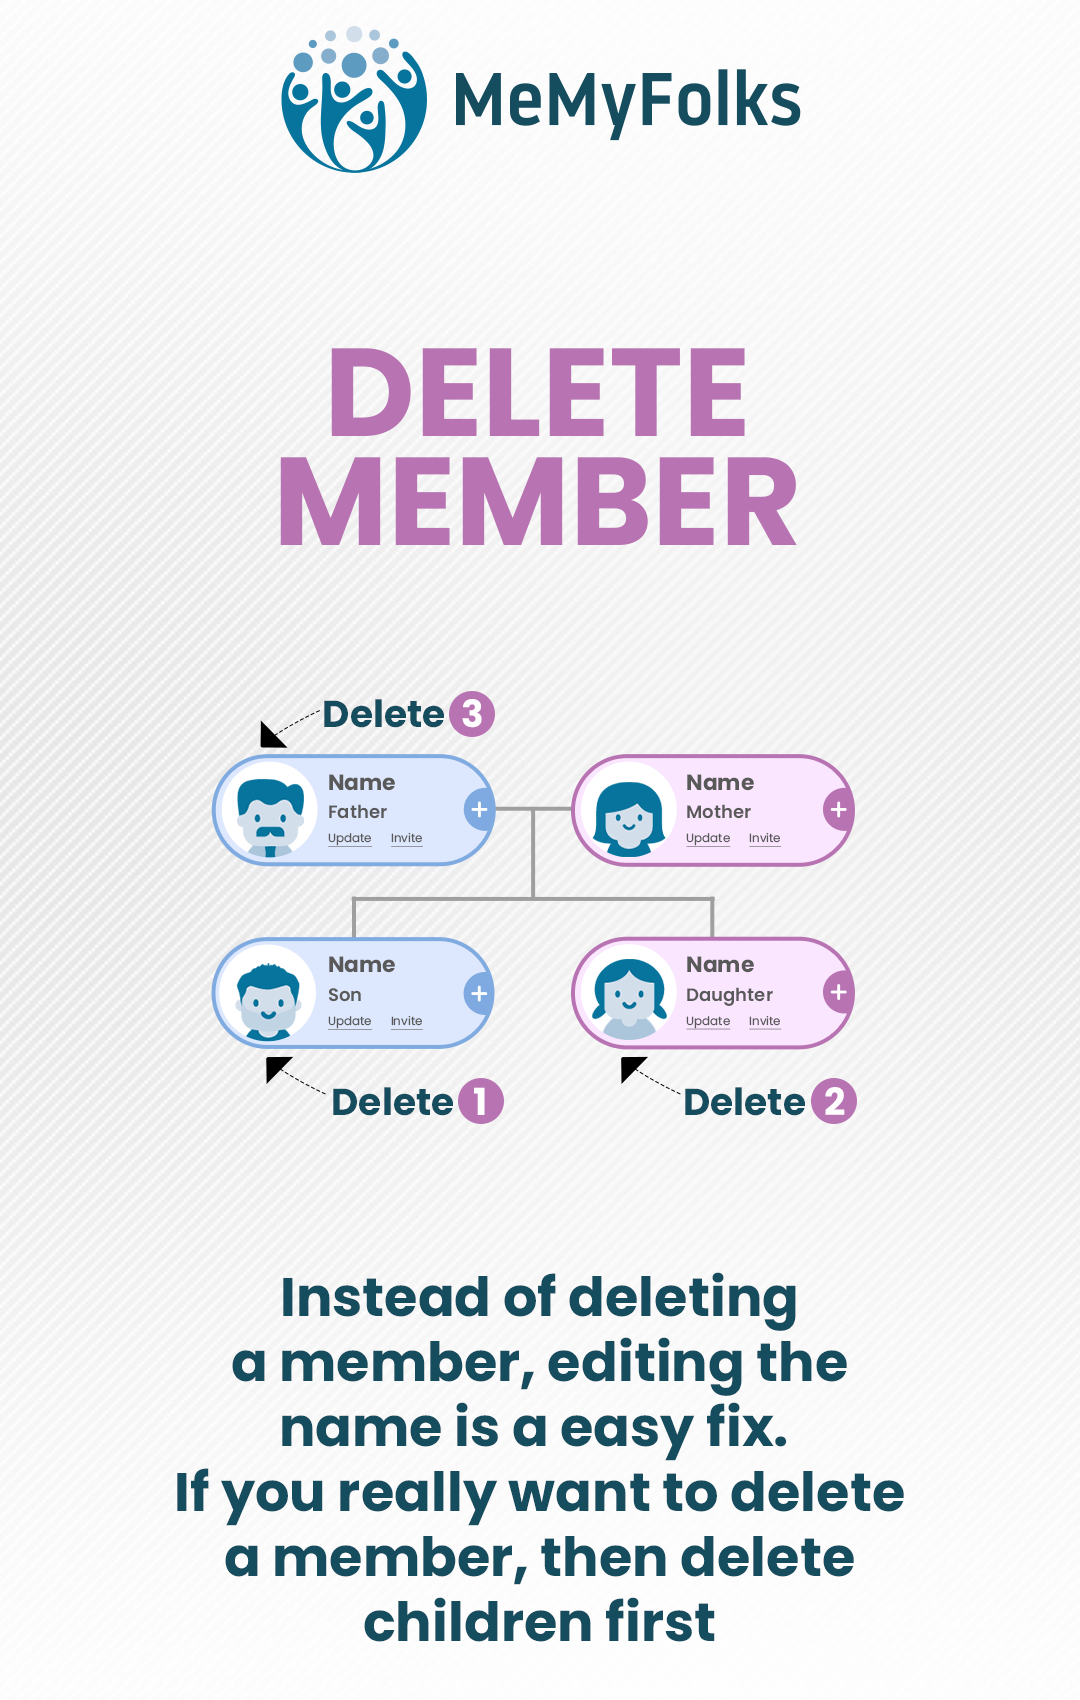 MeMyFolks
DELETE
MEMBER
Delete 3
Name
Father
Update Invite
Name
Mother
Update Invite
Name
Son
Update Invite
Name
Daughter
Update Invite
Delete 1
Delete 2
Instead of deleting
a member, editing the
name is a easy fix.
If you really want to delete
a member, then delete
children first